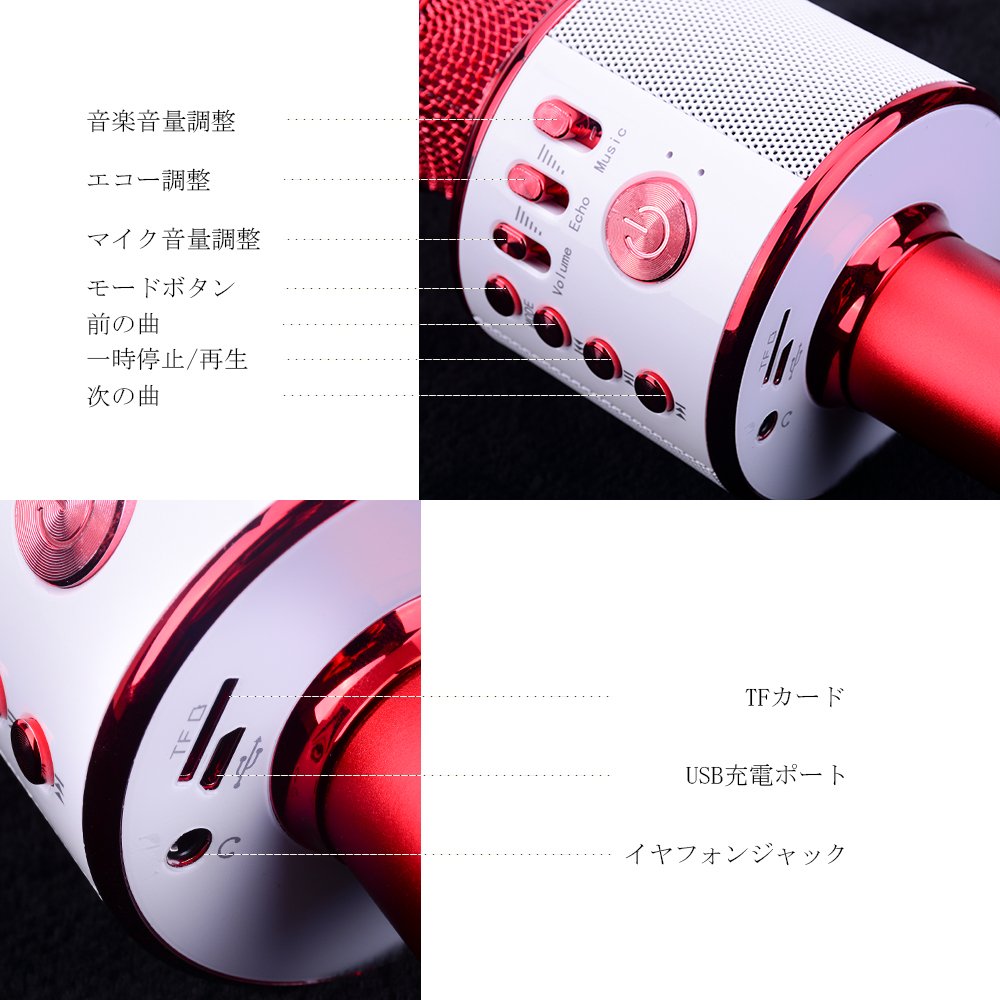 音楽音量調整
エコー調整
マイク音量調整
モードボタン
前の曲
一時停止/再生
次の曲
Music
Echo
Volume
MODE
TF
TF
TFカード
USB充電ポート
イヤフォンジャック